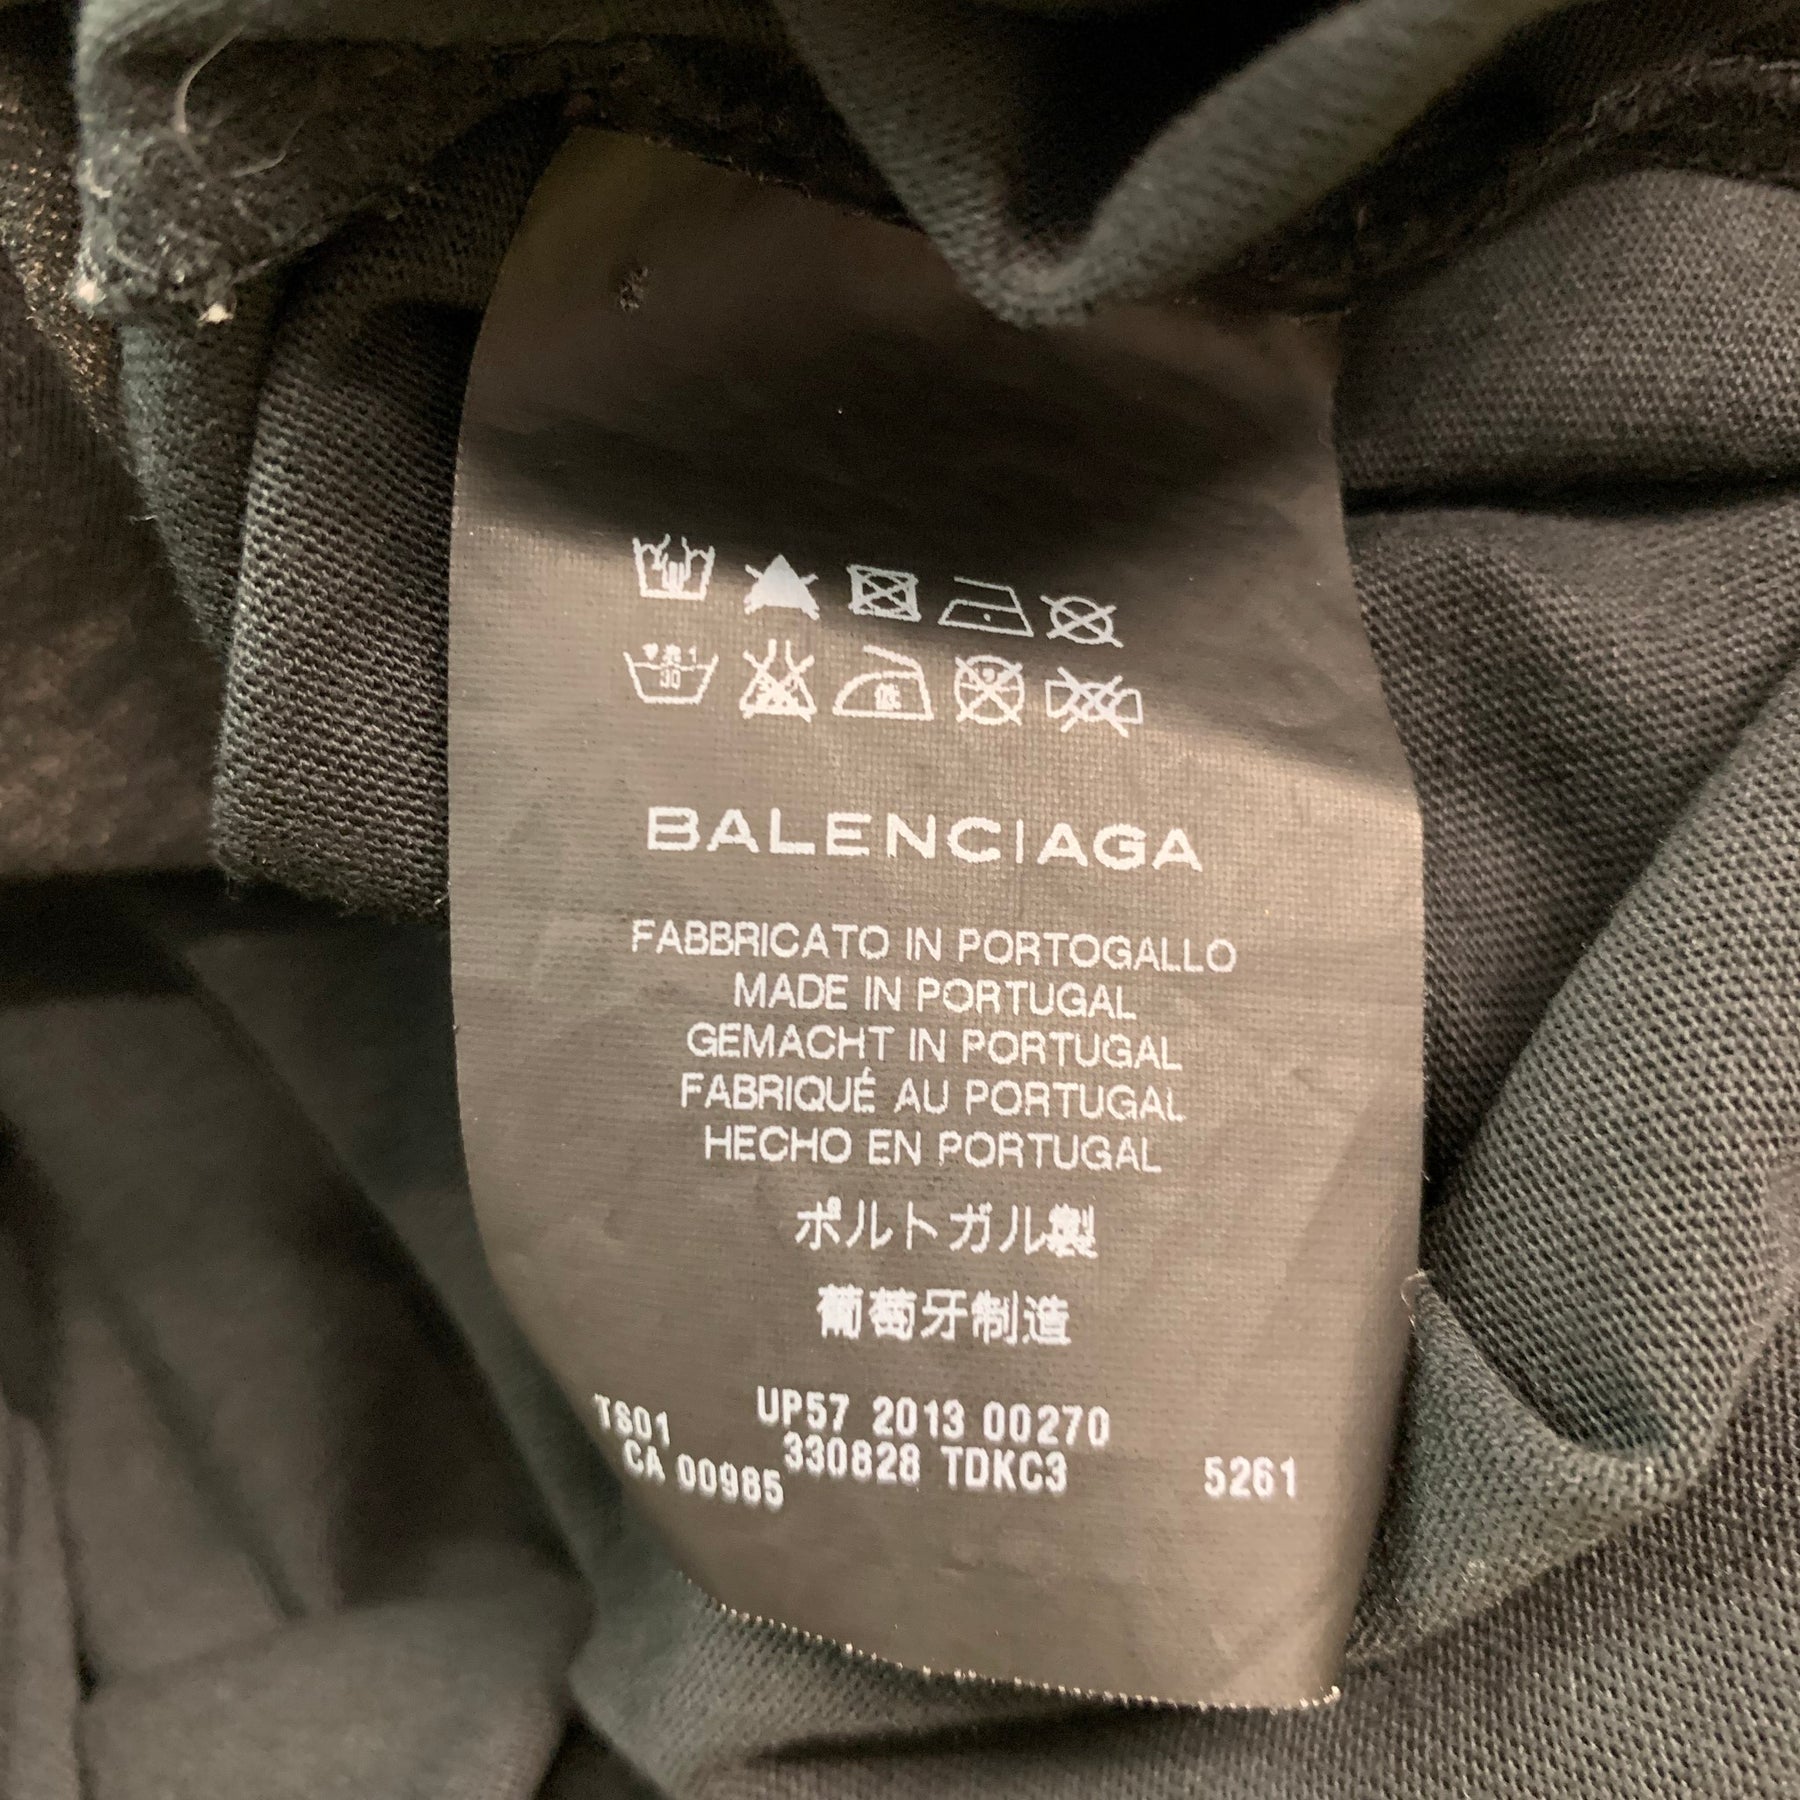 30
BALENCIAGA
FABBRICATO IN PORTOGALLO
MADE IN PORTUGAL
GEMACHT IN PORTUGAL
FABRIQUÉ AU PORTUGAL
HECHO EN PORTUGAL
ポルトガル製
葡萄牙制造
TS01 UP57 2013 00270
CA 00985 330828 TDKC3 5261